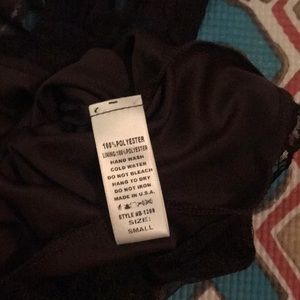 100%POLYESTER
LINING:100%POLYESTER
HAND WASH
COLD WATER
DO NOT BLEACH
HANG TO DRY
DO NOT IRON
MADE IN U.S.A.
STYLE #B-1389
SIZE:
SMALL